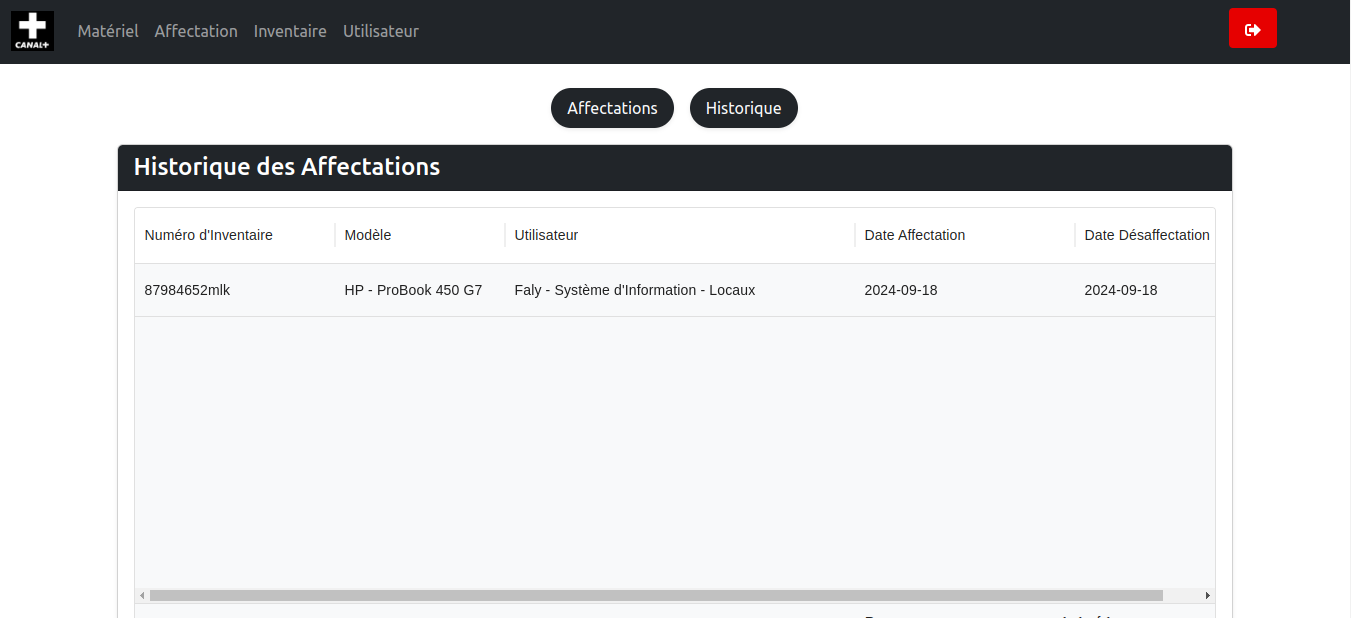 CANAL+
Matériel Affectation Inventaire Utilisateur
Affectations Historique
Historique des Affectations
Numéro d'Inventaire Modèle Utilisateur Date Affectation Date Désaffectation
87984652mlk HP - ProBook 450 G7 Faly - Système d'Information - Locaux 2024-09-18 2024-09-18